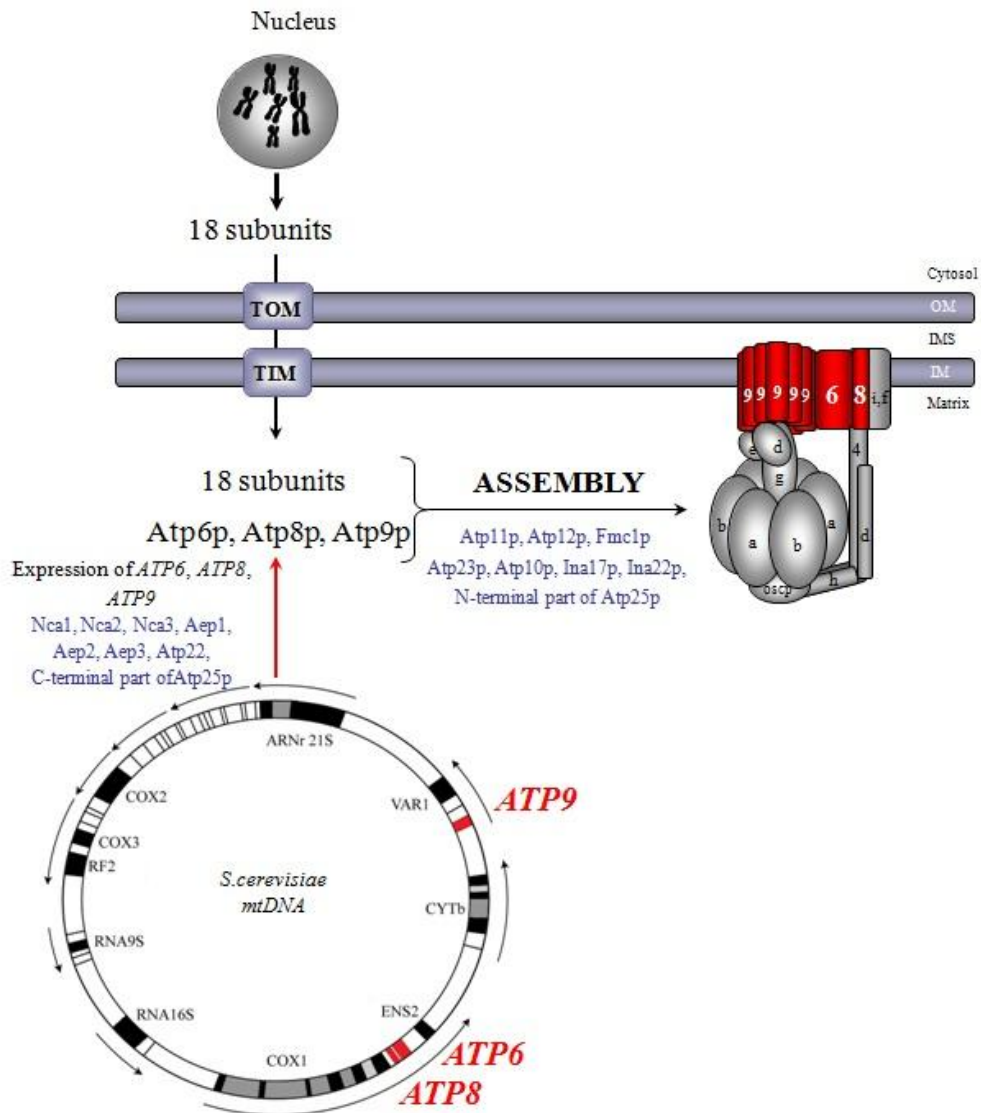 Nucleus
18 subunits
Cytosol
TOM
OM
IMS
TIM
IM
Matrix
9 9 9 9 9 6 8 i,f
e d 4
g
b a
a b d
oscp h
18 subunits
Atp6p, Atp8p, Atp9p
ASSEMBLY
Atp11p, Atp12p, Fmc1p
Atp23p, Atp10p, Ina17p, Ina22p,
N-terminal part of Atp25p
Expression of ATP6, ATP8,
ATP9
Nca1, Nca2, Nca3, Aep1,
Aep2, Aep3, Atp22,
C-terminal part ofAtp25p
ARNr 21S
COX2
VAR1
ATP9
COX3
RF2
S.cerevisiae
mtDNA
CYTb
RNA9S
RNA16S
ENS2
COX1
ATP6
ATP8